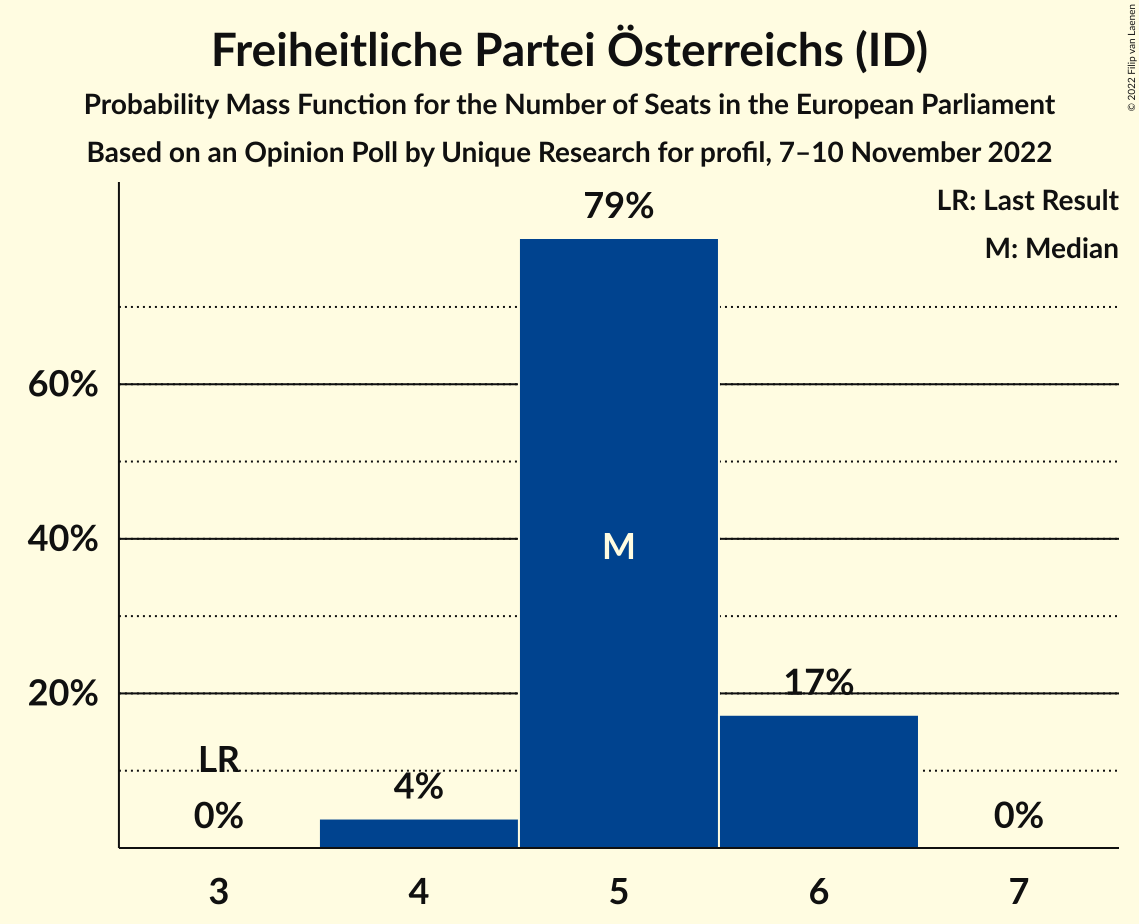 Freiheitliche Partei Österreichs (ID)
Probability Mass Function for the Number of Seats in the European Parliament
Based on an Opinion Poll by Unique Research for profil, 7–10 November 2022
© 2022 Filip van Laenen
LR: Last Result
M: Median
79%
60%
40%
20%
M
17%
LR
4%
0%
0%
3
4
5
6
7